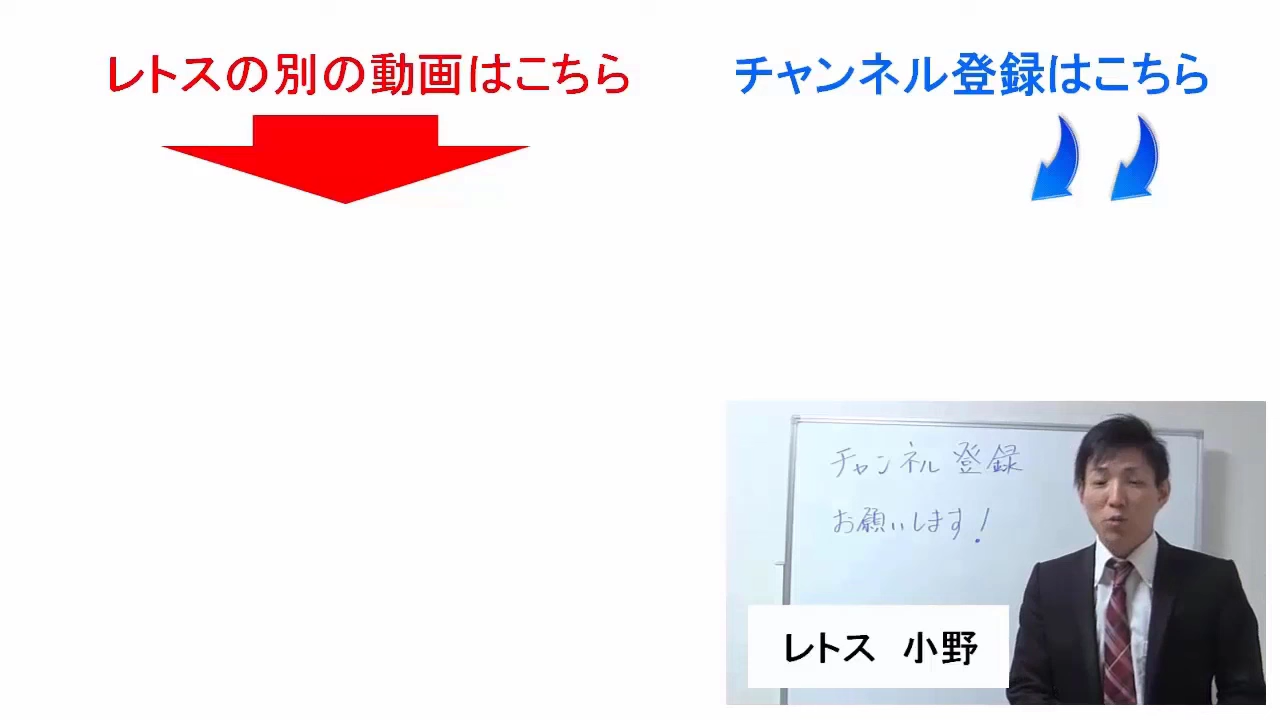 レトスの別の動画はこちら
チャンネル登録はこちら
チャンネル登録
お願いします!
レトス 小野